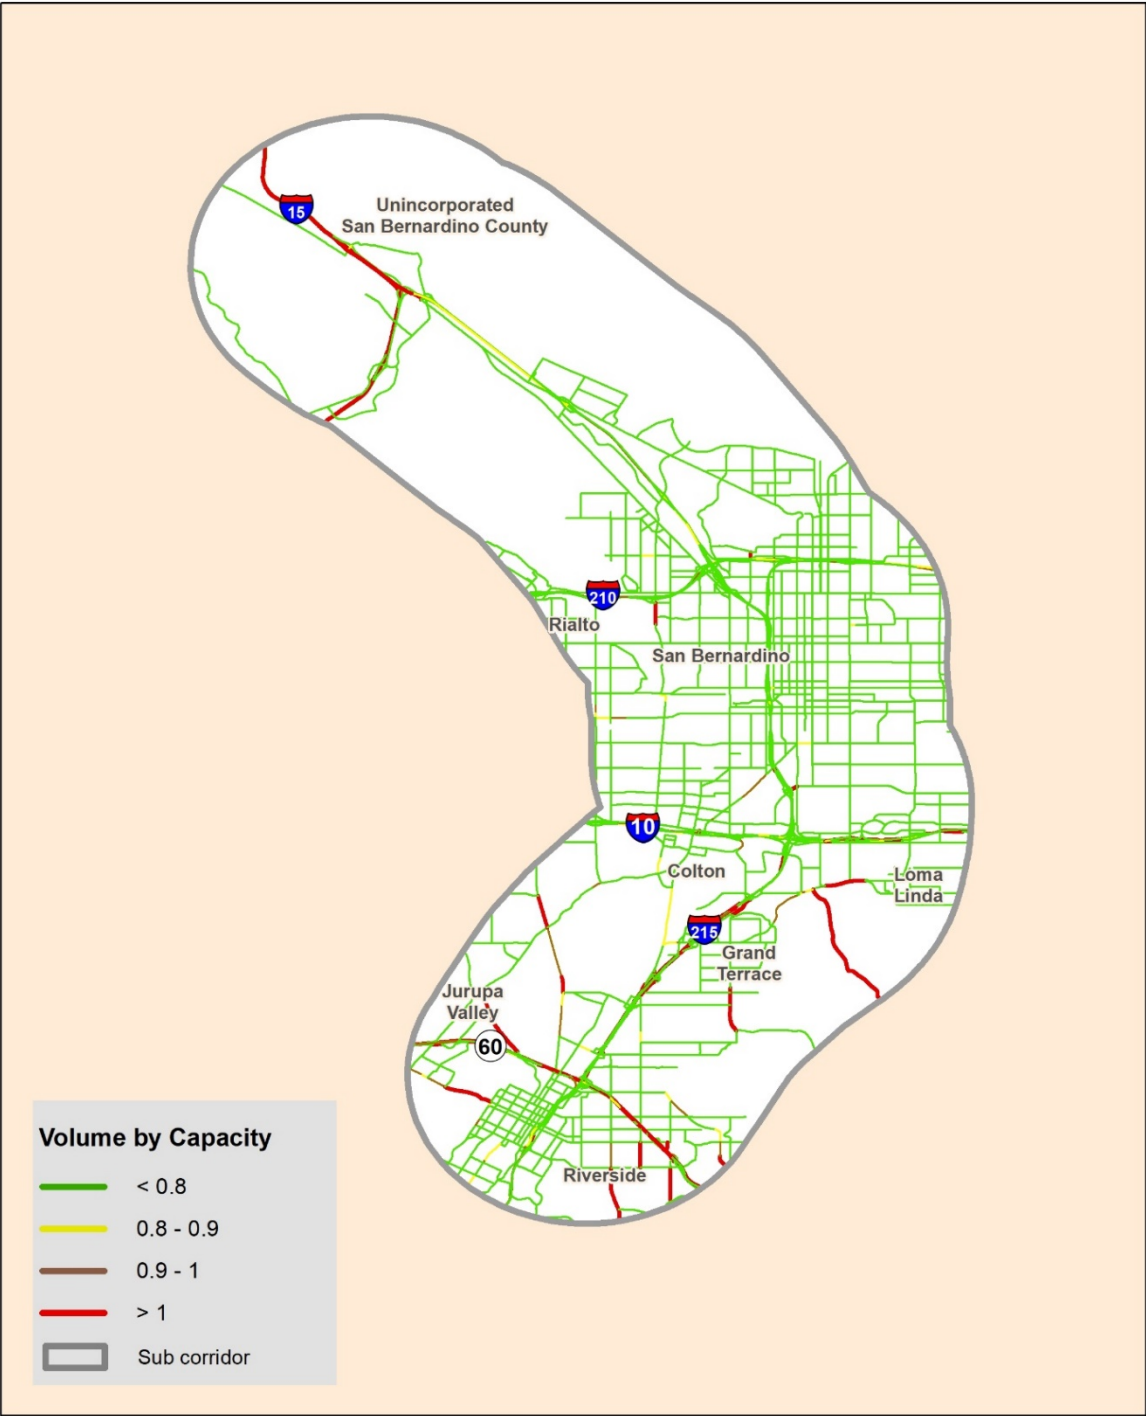 15
Unincorporated
San Bernardino County
210
Rialto
San Bernardino
10
Colton
Loma
Linda
215
Grand
Terrace
Jurupa
Valley
60
Riverside
Volume by Capacity
< 0.8
0.8 - 0.9
0.9 - 1
> 1
Sub corridor